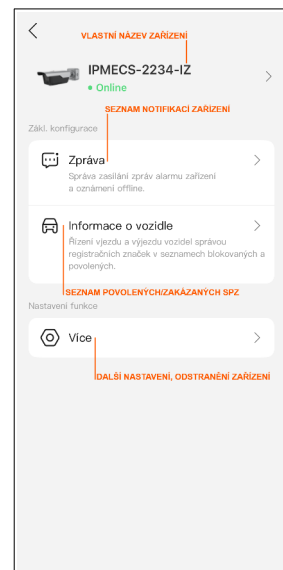 VLASTNÍ NÁZEV ZAŘÍZENÍ
IPMECS-2234-IZ
Online
SEZNAM NOTIFIKACÍ ZAŘÍZENÍ
Zákl. konfigurace
Zpráva
Správa zasílání zpráv alarmu zařízení
a oznámení offline.
Informace o vozidle
Řízení vjezdu a výjezdu vozidel správou
registračních značek v seznamech blokovaných a
povolených.
SEZNAM POVOLENÝCH/ZAKÁZANÝCH SPZ
Nastavení funkce
Více
DALŠÍ NASTAVENÍ, ODSTRANĚNÍ ZAŘÍZENÍ